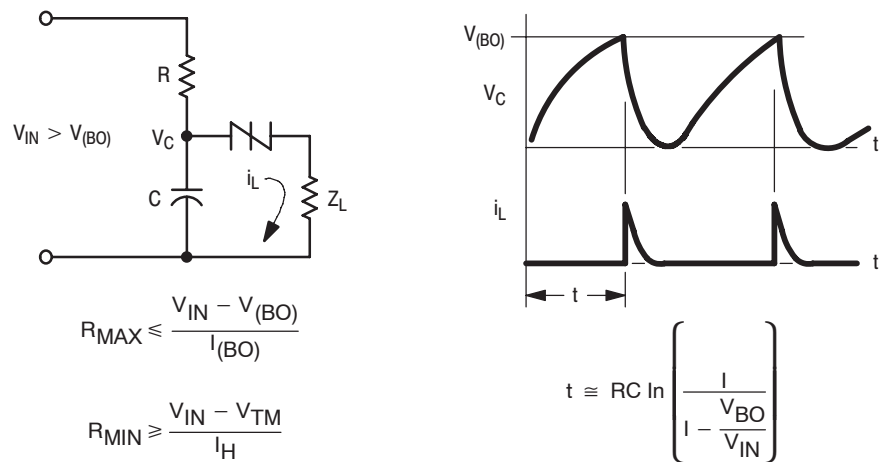 R
V_IN > V_(BO)
V_C
C
i_L
Z_L
R_MAX ≤ (V_IN − V_(BO)) / I_(BO)
R_MIN ≥ (V_IN − V_TM) / I_H
V_(BO)
V_C
t
i_L
t
t
t ≅ RC In (I / (I − V_BO / V_IN))